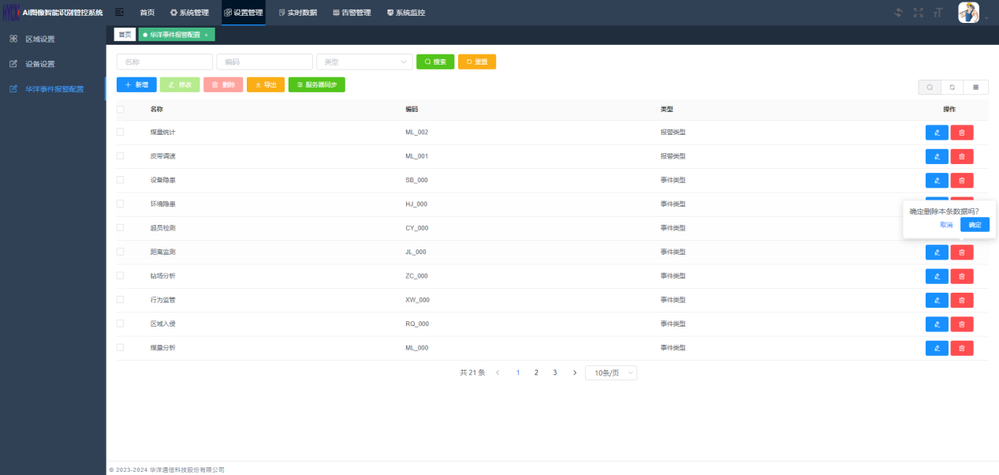 HYCN AI图像智能识别管控系统 首页 系统管理 设置管理 实时数据 告警管理 系统监控
区域设置
设备设置
华洋事件报警配置
首页 华洋事件报警配置 ×
名称 编码 类型 搜索 重置
新增 修改 删除 导出 服务器同步
名称 编码 类型 操作
煤量统计 ML_002 报警类型
皮带调速 ML_001 报警类型
设备隐患 SB_000 事件类型
环境隐患 HJ_000 事件类型
超员检测 CY_000 事件类型
确定删除本条数据吗?
取消 确定
距离监测 JL_000 事件类型
钻场分析 ZC_000 事件类型
行为监管 XW_000 事件类型
区域入侵 RQ_000 事件类型
煤量分析 ML_000 事件类型
共 21 条 1 2 3 10条/页
© 2023-2024 华洋通信科技股份有限公司